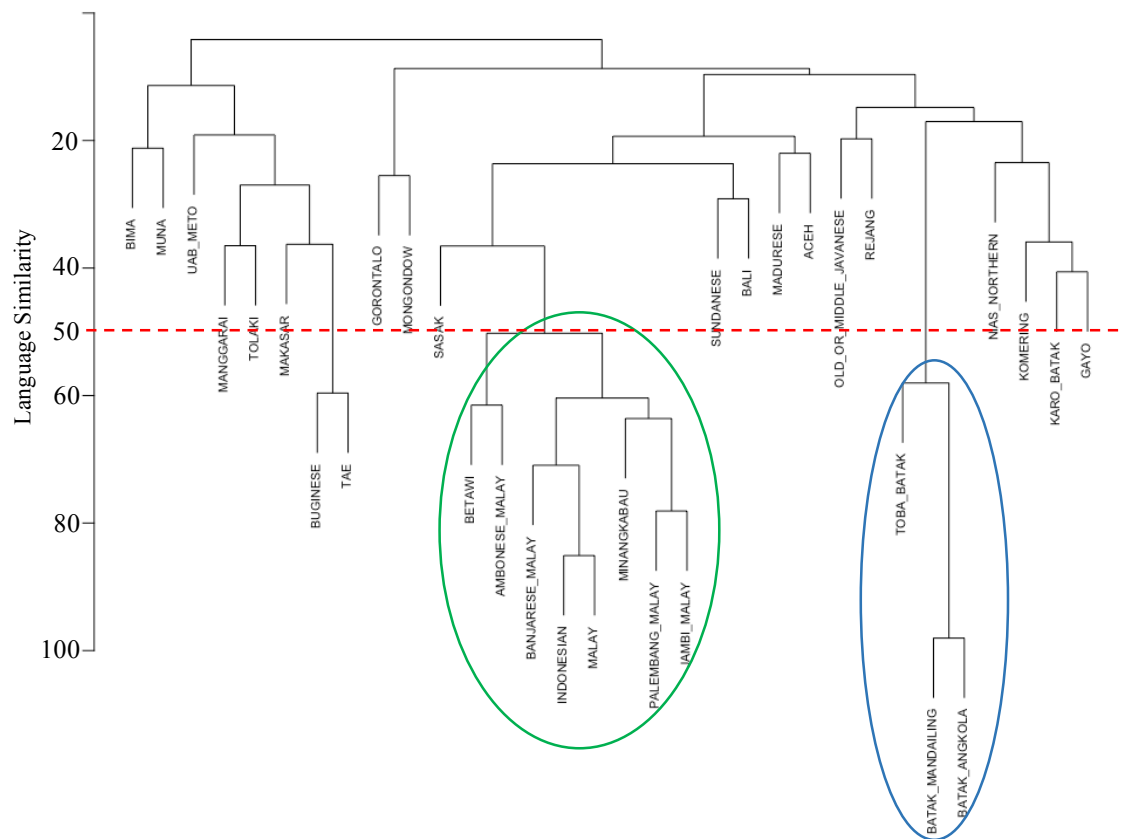 Language Similarity
20
40
50
60
80
100
BIMA
MUNA
UAB_METO
MANGGARAI
TOLAKI
MAKASAR
BUGINESE
TAE
GORONTALO
MONGONDOW
SASAK
BETAWI
AMBONESE_MALAY
BANJARESE_MALAY
INDONESIAN
MALAY
MINANGKABAU
PALEMBANG_MALAY
JAMBI_MALAY
SUNDANESE
BALI
MADURESE
ACEH
OLD_OR_MIDDLE_JAVANESE
REJANG
TOBA_BATAK
BATAK_MANDAILING
BATAK_ANGKOLA
NIAS_NORTHERN
KOMERING
KARO_BATAK
GAYO